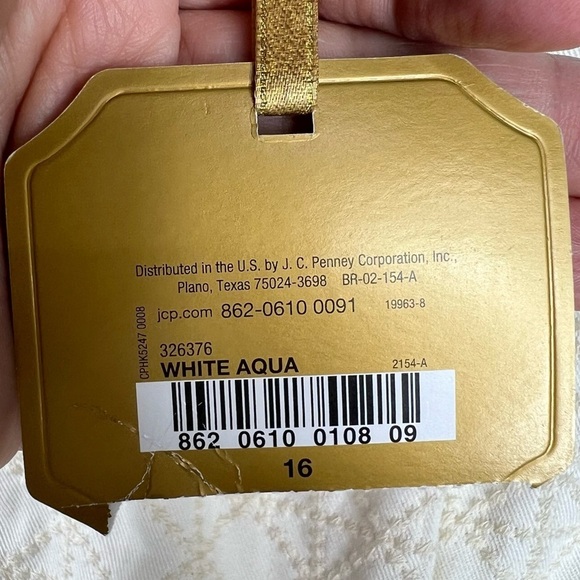 Distributed in the U.S. by J. C. Penney Corporation, Inc.,
Plano, Texas 75024-3698 BR-02-154-A
jcp.com 862-0610 0091 19963-8
CPHK5247 0008
326376
WHITE AQUA 2154-A
862 0610 0108 09
16